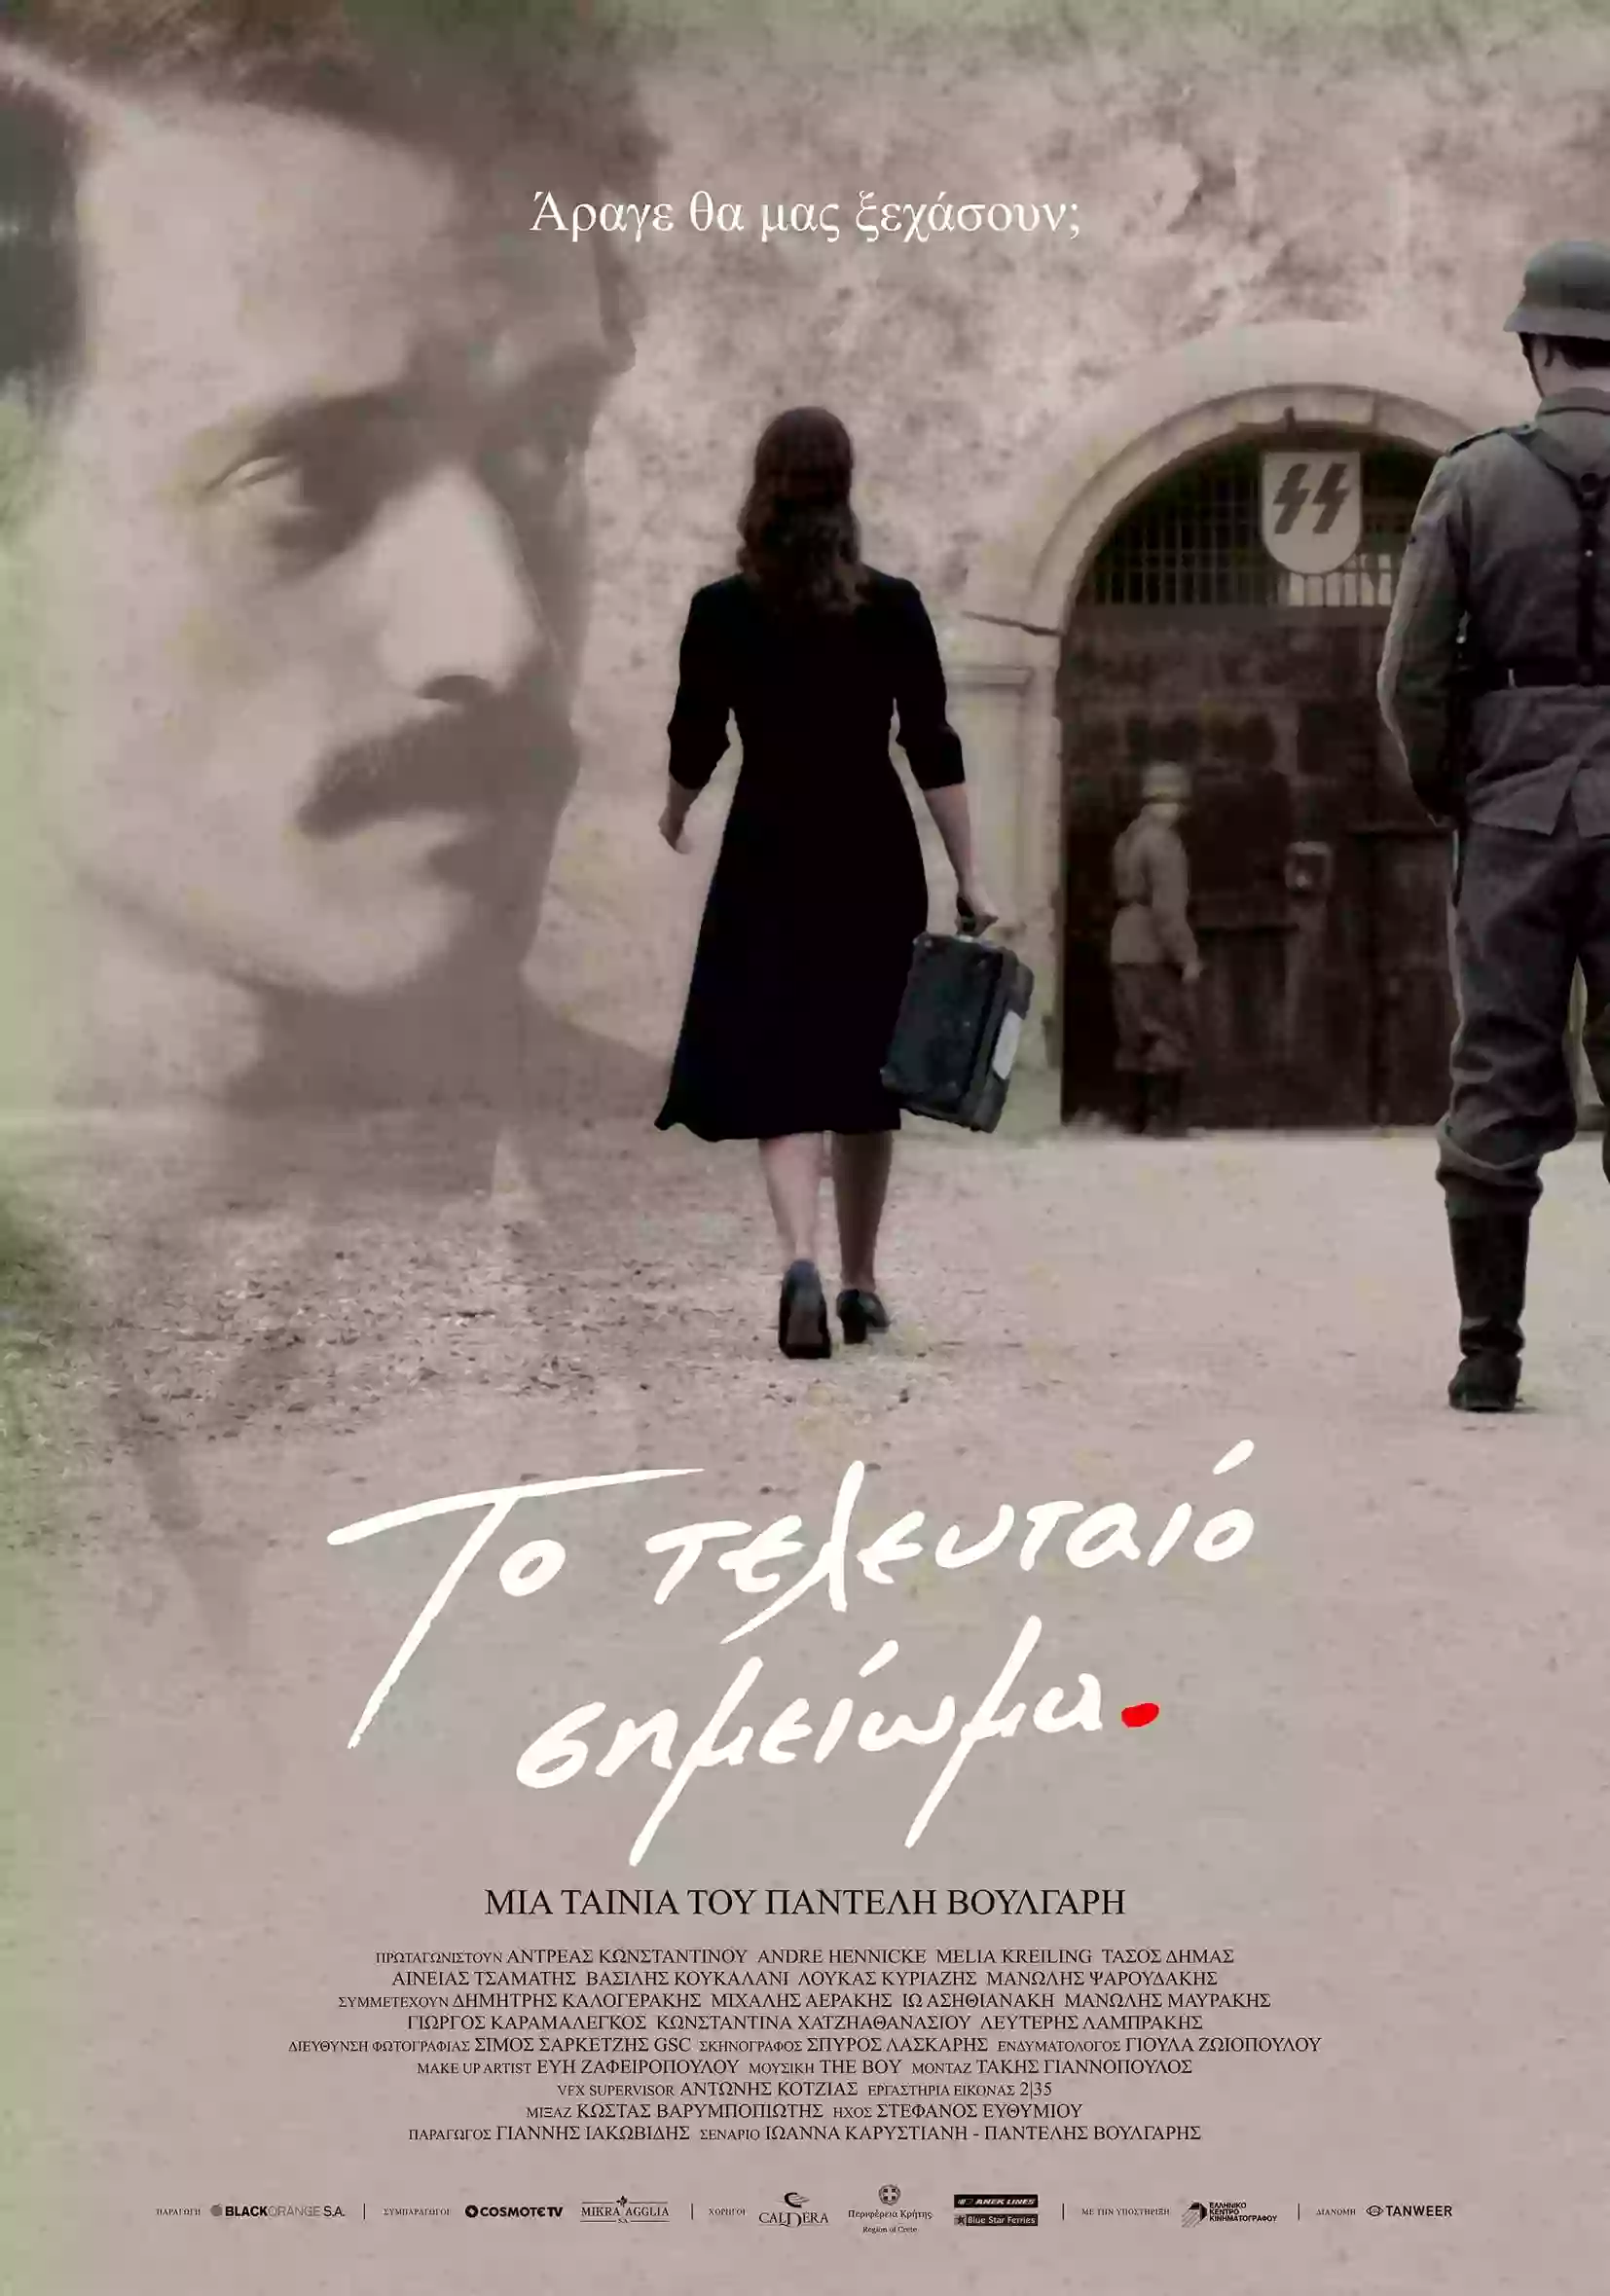 Άραγε θα μας ξεχάσουν;
Το τελευταίό
σημείωμα.
ΜΙΑ ΤΑΙΝΙΑ ΤΟΥ ΠΑΝΤΕΛΗ ΒΟΥΛΓΑΡΗ
ΠΡΩΤΑΓΩΝΙΣΤΟΥΝ ΑΝΤΡΕΑΣ ΚΩΝΣΤΑΝΤΙΝΟΥ ANDRE HENNICKE MELIA KREILING ΤΑΣΟΣ ΔΗΜΑΣ
ΑΙΝΕΙΑΣ ΤΣΑΜΑΤΗΣ ΒΑΣΙΛΗΣ ΚΟΥΚΑΛΑΝΙ ΛΟΥΚΑΣ ΚΥΡΙΑΖΗΣ ΜΑΝΩΛΗΣ ΨΑΡΟΥΔΑΚΗΣ
ΣΥΜΜΕΤΕΧΟΥΝ ΔΗΜΗΤΡΗΣ ΚΑΛΟΓΕΡΑΚΗΣ ΜΙΧΑΛΗΣ ΑΕΡΑΚΗΣ ΙΩ ΑΣΗΘΙΑΝΑΚΗ ΜΑΝΩΛΗΣ ΜΑΥΡΑΚΗΣ
ΓΙΩΡΓΟΣ ΚΑΡΑΜΑΛΕΓΚΟΣ ΚΩΝΣΤΑΝΤΙΝΑ ΧΑΤΖΗΑΘΑΝΑΣΙΟΥ ΛΕΥΤΕΡΗΣ ΛΑΜΠΡΑΚΗΣ
ΔΙΕΥΘΥΝΣΗ ΦΩΤΟΓΡΑΦΙΑΣ ΣΙΜΟΣ ΣΑΡΚΕΤΖΗΣ GSC ΣΚΗΝΟΓΡΑΦΟΣ ΣΠΥΡΟΣ ΛΑΣΚΑΡΗΣ ΕΝΔΥΜΑΤΟΛΟΓΟΣ ΓΙΟΥΛΑ ΖΩΙΟΠΟΥΛΟΥ
MAKE UP ARTIST ΕΥΗ ΖΑΦΕΙΡΟΠΟΥΛΟΥ ΜΟΥΣΙΚΗ THE BOY ΜΟΝΤΑΖ ΤΑΚΗΣ ΓΙΑΝΝΟΠΟΥΛΟΣ
VFX SUPERVISOR ΑΝΤΩΝΗΣ ΚΟΤΖΙΑΣ ΕΡΓΑΣΤΗΡΙΑ ΕΙΚΟΝΑΣ 2|35
ΜΙΞΑΖ ΚΩΣΤΑΣ ΒΑΡΥΜΠΟΠΙΩΤΗΣ ΗΧΟΣ ΣΤΕΦΑΝΟΣ ΕΥΘΥΜΙΟΥ
ΠΑΡΑΓΩΓΟΣ ΓΙΑΝΝΗΣ ΙΑΚΩΒΙΔΗΣ ΣΕΝΑΡΙΟ ΙΩΑΝΝΑ ΚΑΡΥΣΤΙΑΝΗ - ΠΑΝΤΕΛΗΣ ΒΟΥΛΓΑΡΗΣ
ΠΑΡΑΓΩΓΗ BLACKORANGE S.A. | ΣΥΜΠΑΡΑΓΩΓΟΙ COSMOTE TV MIKRA AGGLIA S.A. | ΧΟΡΗΓΟΙ CALDERA Περιφέρεια Κρήτης Region of Crete ANEK LINES Blue Star Ferries | ΜΕ ΤΗΝ ΥΠΟΣΤΗΡΙΞΗ ΕΛΛΗΝΙΚΟ ΚΕΝΤΡΟ ΚΙΝΗΜΑΤΟΓΡΑΦΟΥ | ΔΙΑΝΟΜΗ TANWEER